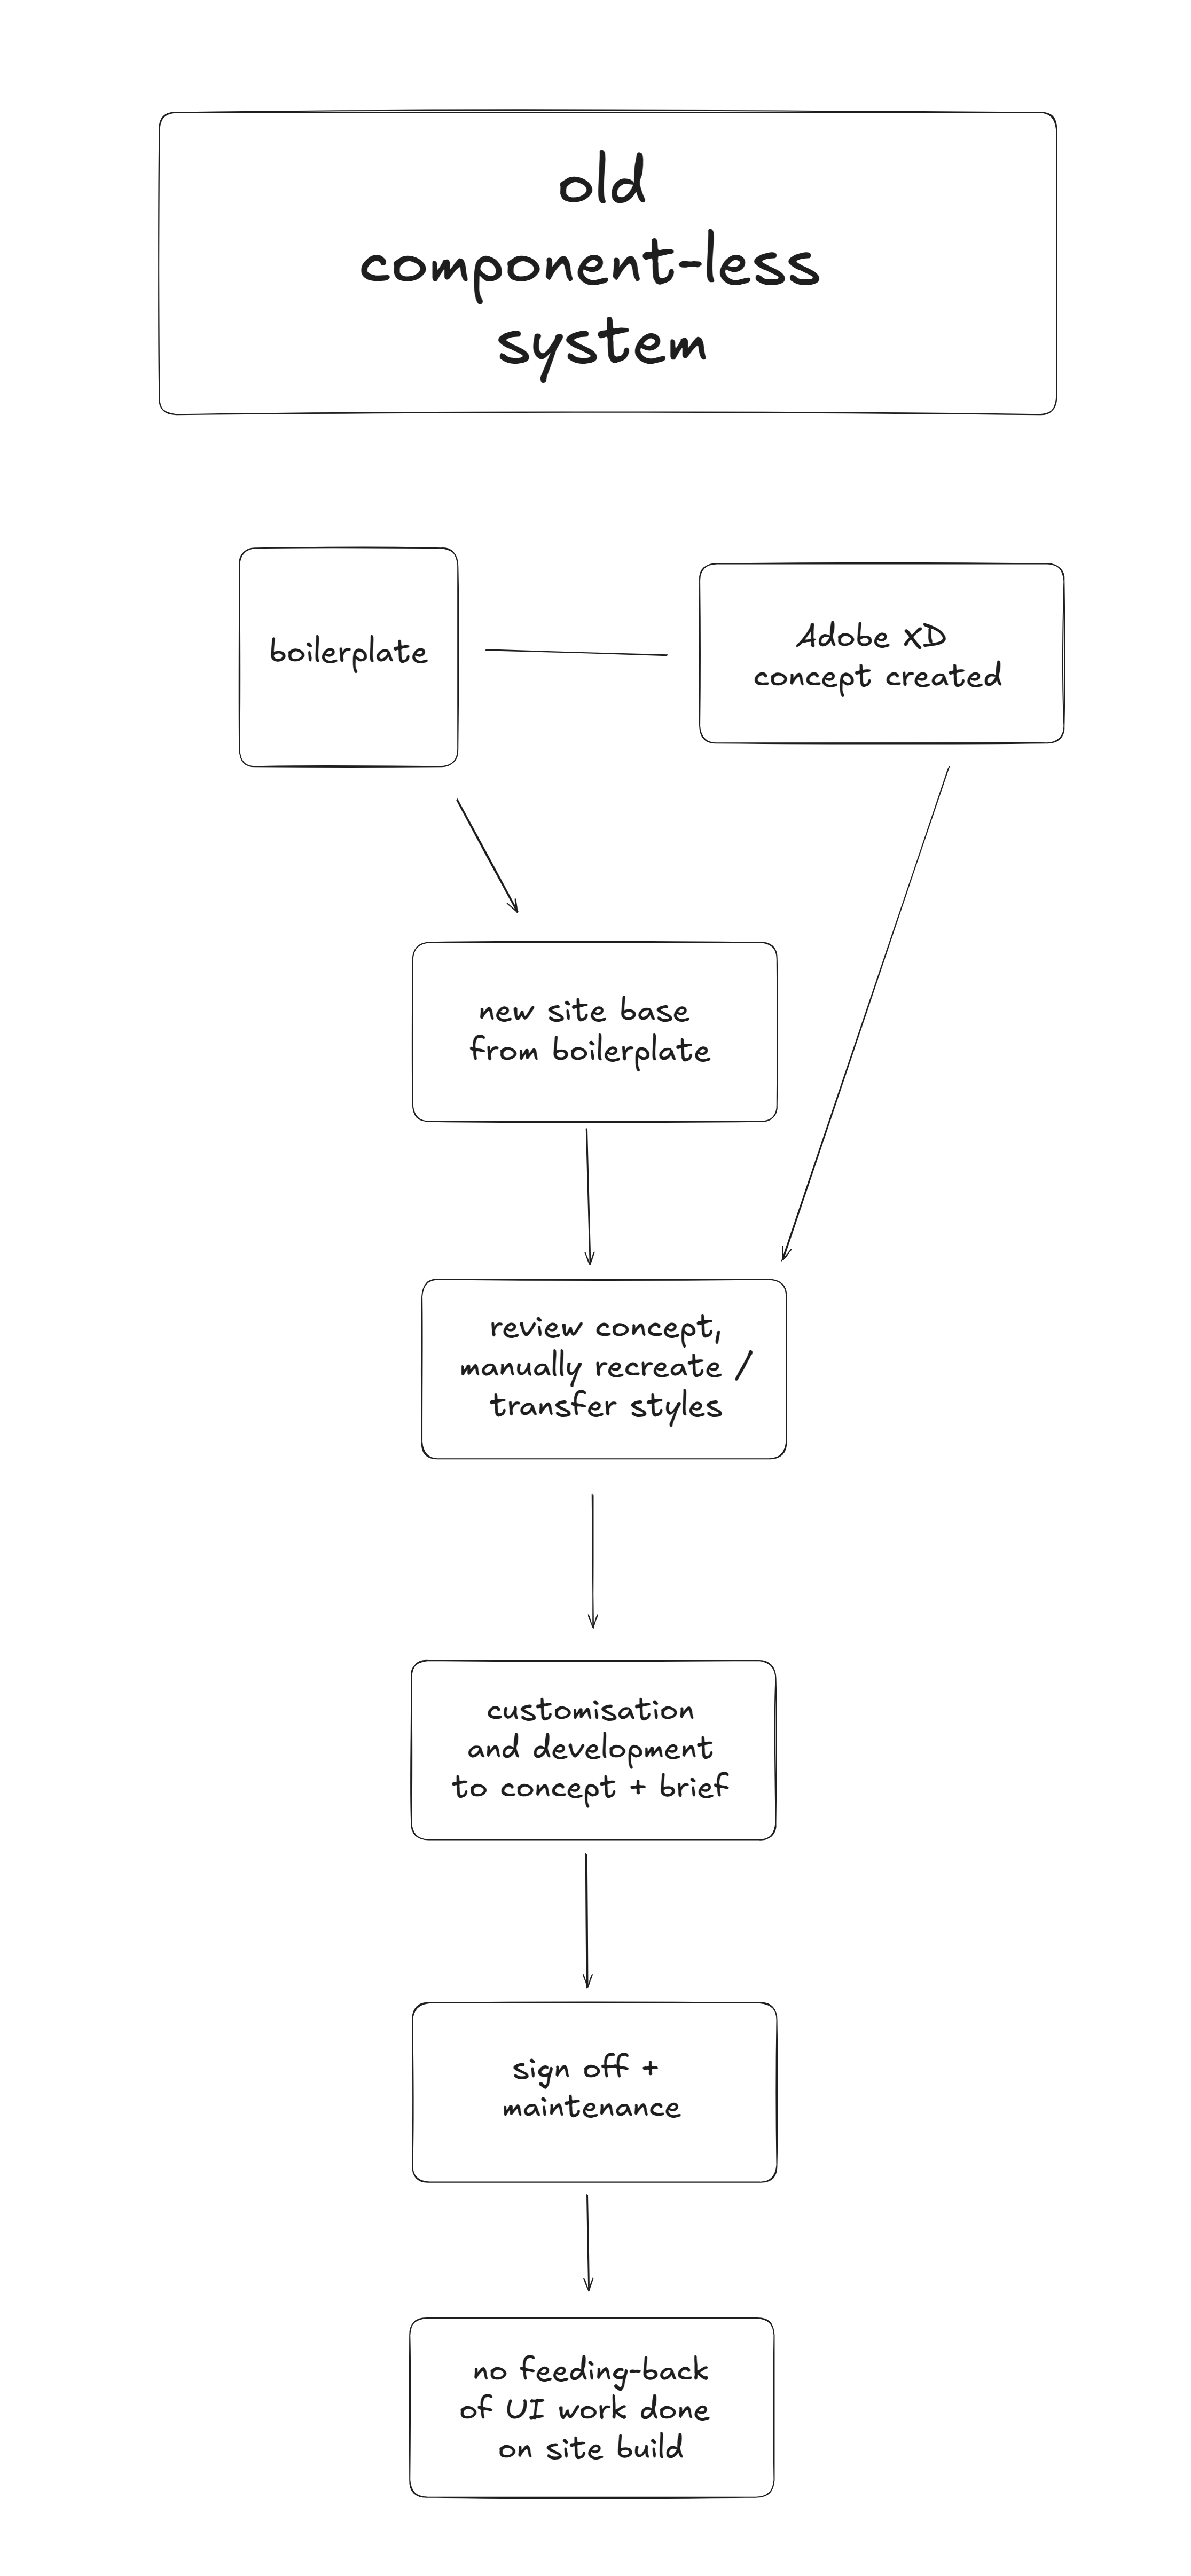 old
component-less
system
boilerplate
Adobe XD
concept created
new site base
from boilerplate
review concept,
manually recreate /
transfer styles
customisation
and development
to concept + brief
sign off +
maintenance
no feeding-back
of UI work done
on site build